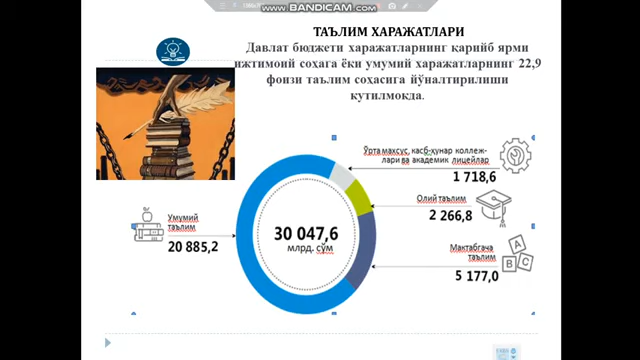 www.BANDICAM.com
ТАЪЛИМ ХАРАЖАТЛАРИ
Давлат бюджети харажатларнинг қарийб ярми
ижтимоий соҳага ёки умумий харажатларнинг 22,9
фонзи таълим соҳасига йўналтирилиши
кутилмоқда.
Ўрта махсус, касб-ҳунар коллеж-
лари ва академик лицейлар
1 718,6
Олий таълим
2 266,8
Умумий
таълим
20 885,2
30 047,6
млрд. сўм
Мактабгача
таълим
5 177,0
A
B C